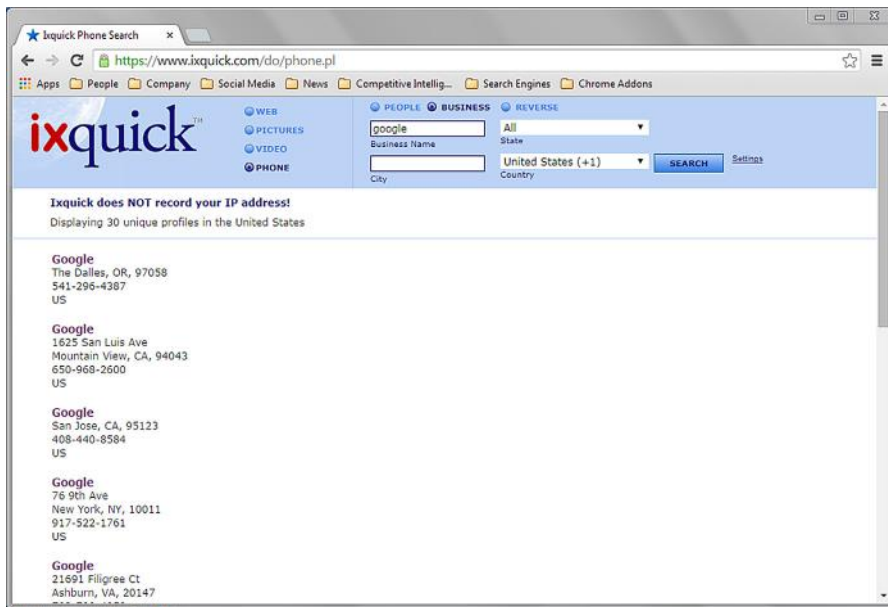 Ixquick Phone Search
https://www.ixquick.com/do/phone.pl
Apps People Company Social Media News Competitive Intellig... Search Engines Chrome Addons
ixquick™
WEB
PICTURES
VIDEO
PHONE
PEOPLE BUSINESS REVERSE
google All
Business Name State
United States (+1) SEARCH Settings
City Country
Ixquick does NOT record your IP address!
Displaying 30 unique profiles in the United States
Google
The Dalles, OR, 97058
541-296-4387
US
Google
1625 San Luis Ave
Mountain View, CA, 94043
650-968-2600
US
Google
San Jose, CA, 95123
408-440-8584
US
Google
76 9th Ave
New York, NY, 10011
917-522-1761
US
Google
21691 Filigree Ct
Ashburn, VA, 20147